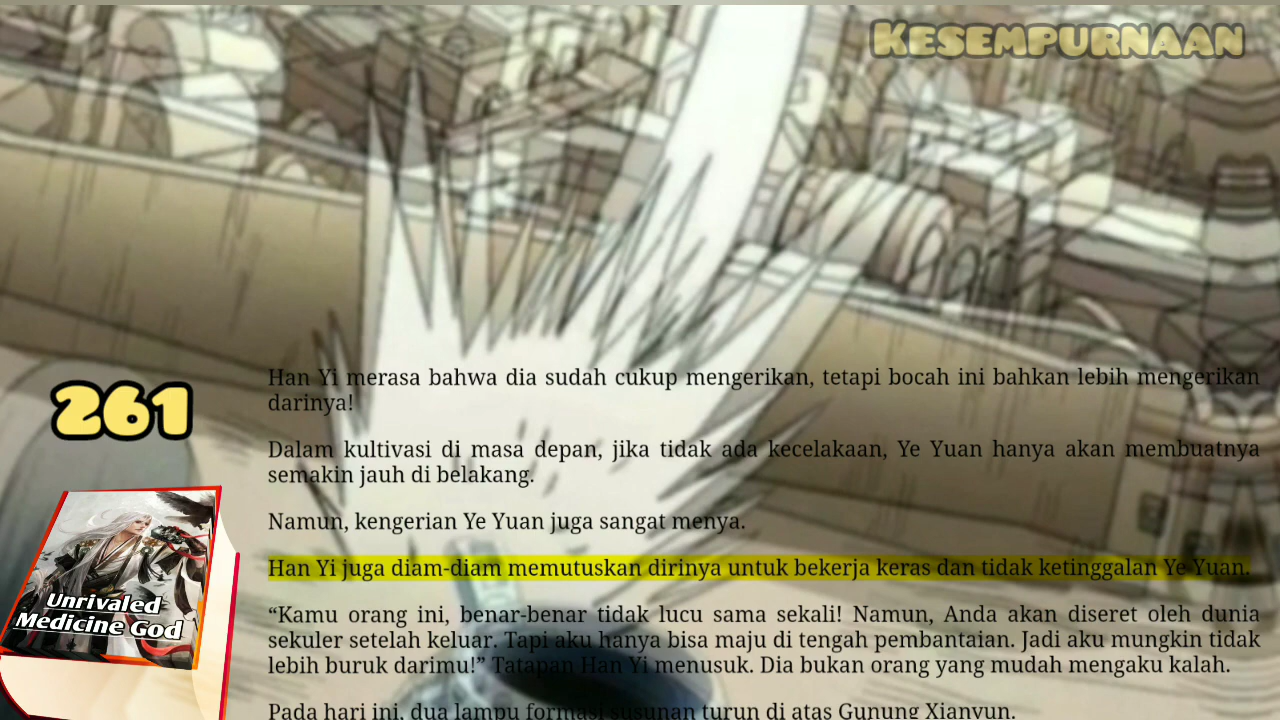 KESEMPURNAAN
Han Yi merasa bahwa dia sudah cukup mengerikan, tetapi bocah ini bahkan lebih mengerikan
darinya!
Dalam kultivasi di masa depan, jika tidak ada kecelakaan, Ye Yuan hanya akan membuatnya
semakin jauh di belakang.
Namun, kengerian Ye Yuan juga sangat menya.
Han Yi juga diam-diam memutuskan dirinya untuk bekerja keras dan tidak ketinggalan Ye Yuan.
“Kamu orang ini, benar-benar tidak lucu sama sekali! Namun, Anda akan diseret oleh dunia
sekuler setelah keluar. Tapi aku hanya bisa maju di tengah pembantaian. Jadi aku mungkin tidak
lebih buruk darimu!” Tatapan Han Yi menusuk. Dia bukan orang yang mudah mengaku kalah.
Pada hari ini, dua lampu formasi susunan turun di atas Gunung Xianyun.
261
Unrivaled
Medicine God